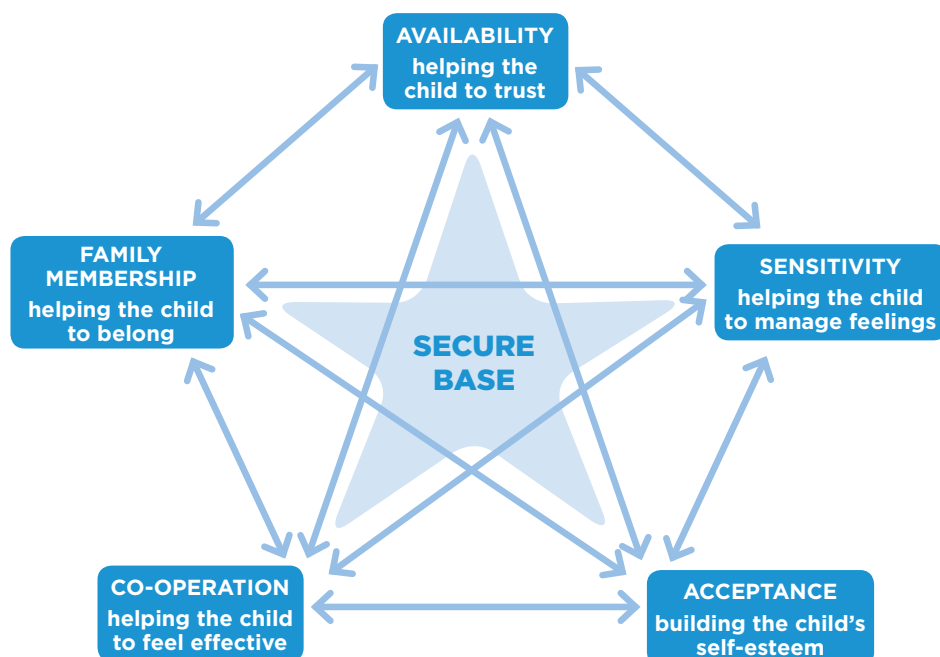 AVAILABILITY
helping the
child to trust
FAMILY
MEMBERSHIP
helping the child
to belong
SENSITIVITY
helping the child
to manage feelings
SECURE
BASE
CO-OPERATION
helping the child
to feel effective
ACCEPTANCE
building the child’s
self-esteem